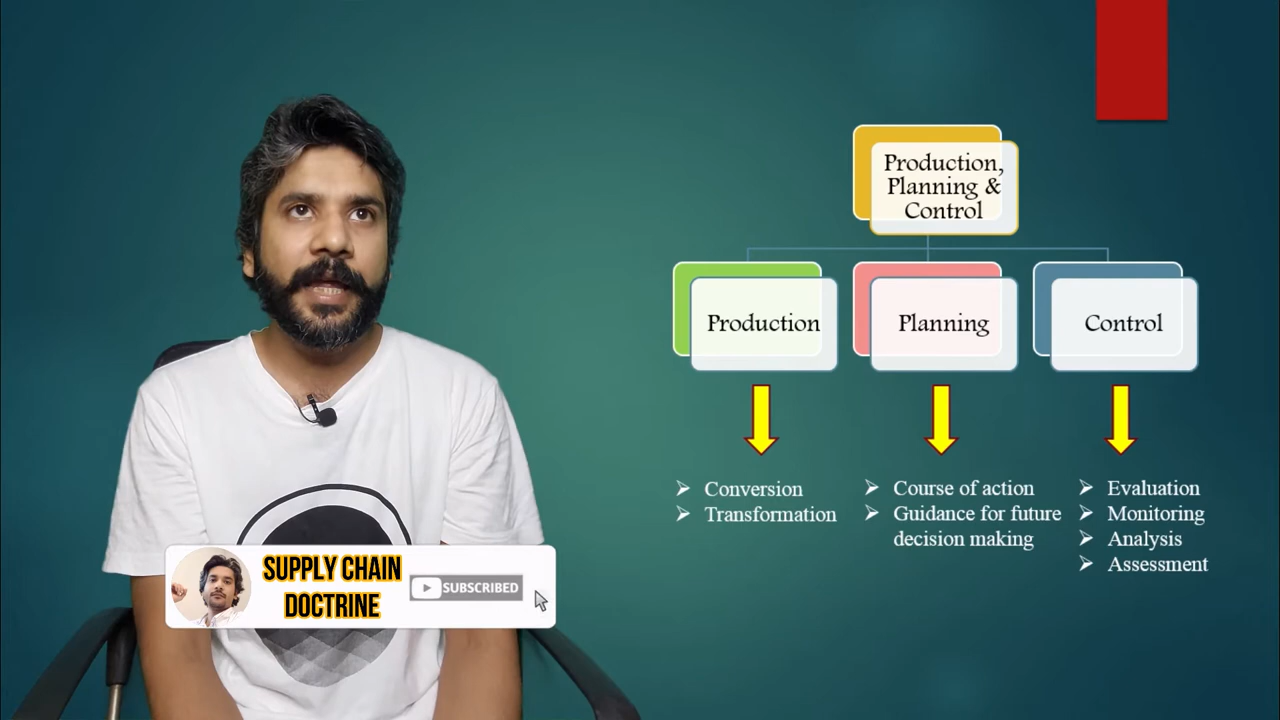 Production,
Planning &
Control
Production
Planning
Control
Conversion
Transformation
Course of action
Guidance for future
decision making
Evaluation
Monitoring
Analysis
Assessment
SUPPLY CHAIN
DOCTRINE
SUBSCRIBED